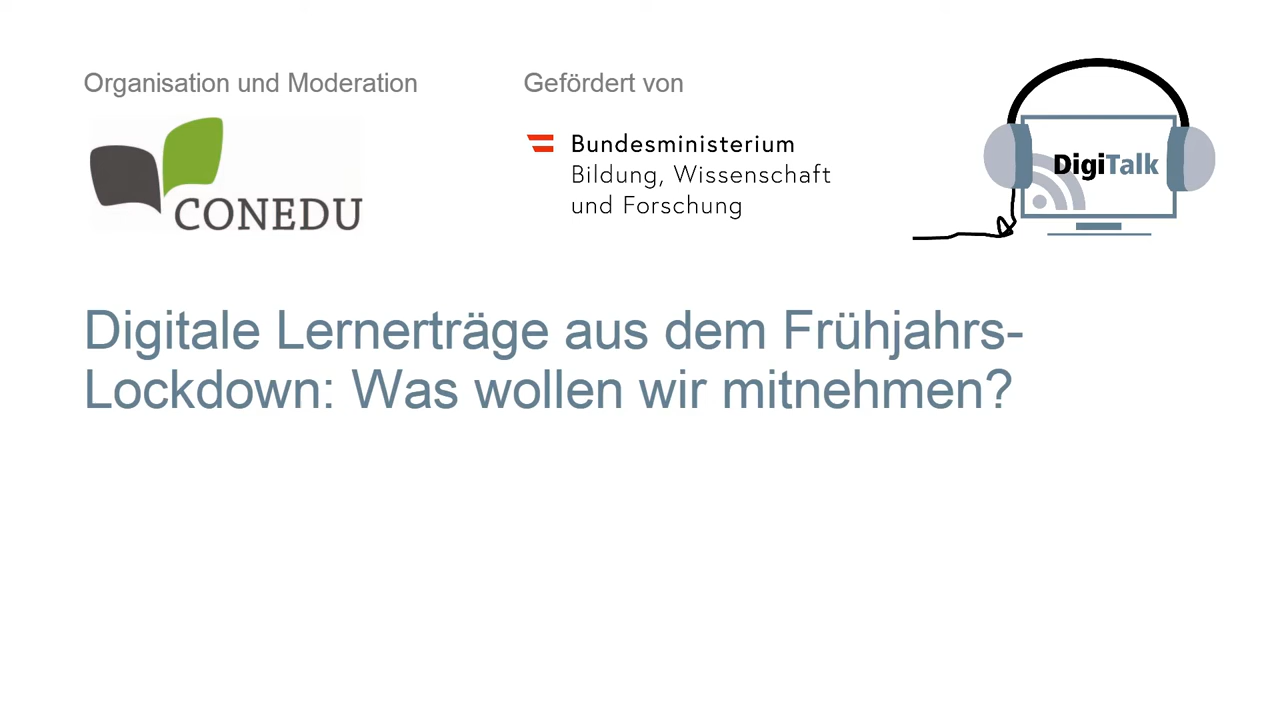 Organisation und Moderation
CONEDU
Gefördert von
Bundesministerium
Bildung, Wissenschaft
und Forschung
DigiTalk
Digitale Lernerträge aus dem Frühjahrs-
Lockdown: Was wollen wir mitnehmen?